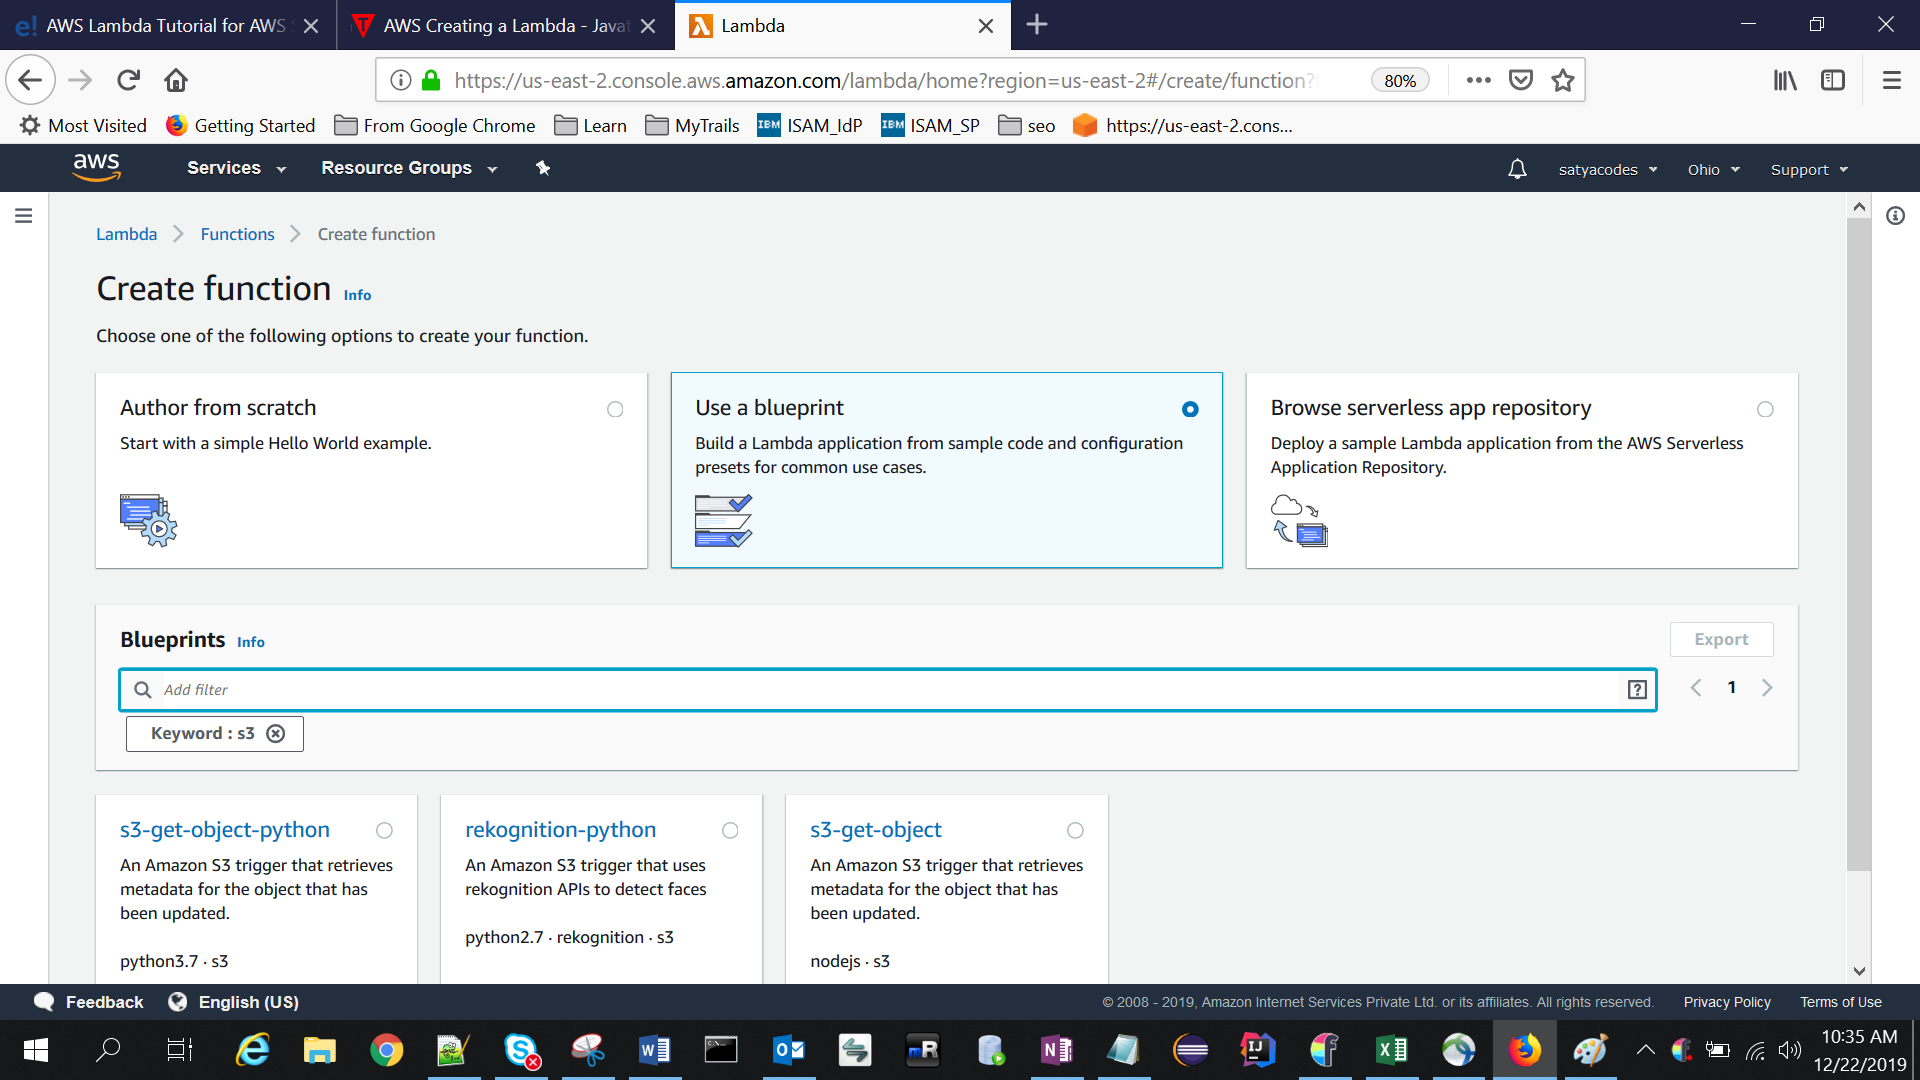 AWS Lambda Tutorial for AWS
AWS Creating a Lambda - Java
Lambda
https://us-east-2.console.aws.amazon.com/lambda/home?region=us-east-2#/create/function?
80%
Most Visited
Getting Started
From Google Chrome
Learn
MyTrails
IBM ISAM_IdP
IBM ISAM_SP
seo
https://us-east-2.cons...
aws
Services
Resource Groups
satyacodes
Ohio
Support
Lambda
Functions
Create function
Create function Info
Choose one of the following options to create your function.
Author from scratch
Start with a simple Hello World example.
Use a blueprint
Build a Lambda application from sample code and configuration
presets for common use cases.
Browse serverless app repository
Deploy a sample Lambda application from the AWS Serverless
Application Repository.
Blueprints Info
Export
Add filter
1
Keyword : s3
s3-get-object-python
An Amazon S3 trigger that retrieves
metadata for the object that has
been updated.
python3.7 · s3
rekognition-python
An Amazon S3 trigger that uses
rekognition APIs to detect faces
python2.7 · rekognition · s3
s3-get-object
An Amazon S3 trigger that retrieves
metadata for the object that has
been updated.
nodejs · s3
Feedback
English (US)
© 2008 - 2019, Amazon Internet Services Private Ltd. or its affiliates. All rights reserved.
Privacy Policy
Terms of Use
10:35 AM
12/22/2019